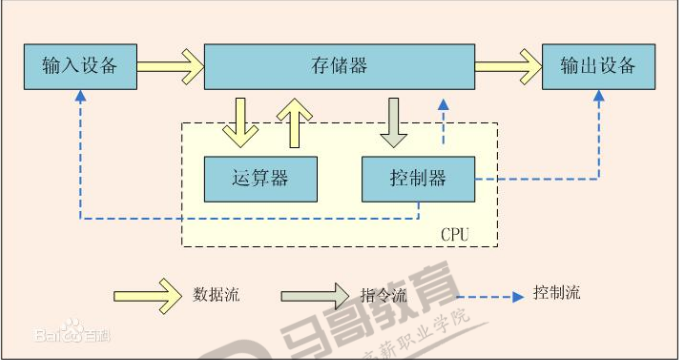 输入设备
存储器
输出设备
运算器
控制器
CPU
数据流
指令流
控制流
Bai百科
马哥教育
高薪职业学院